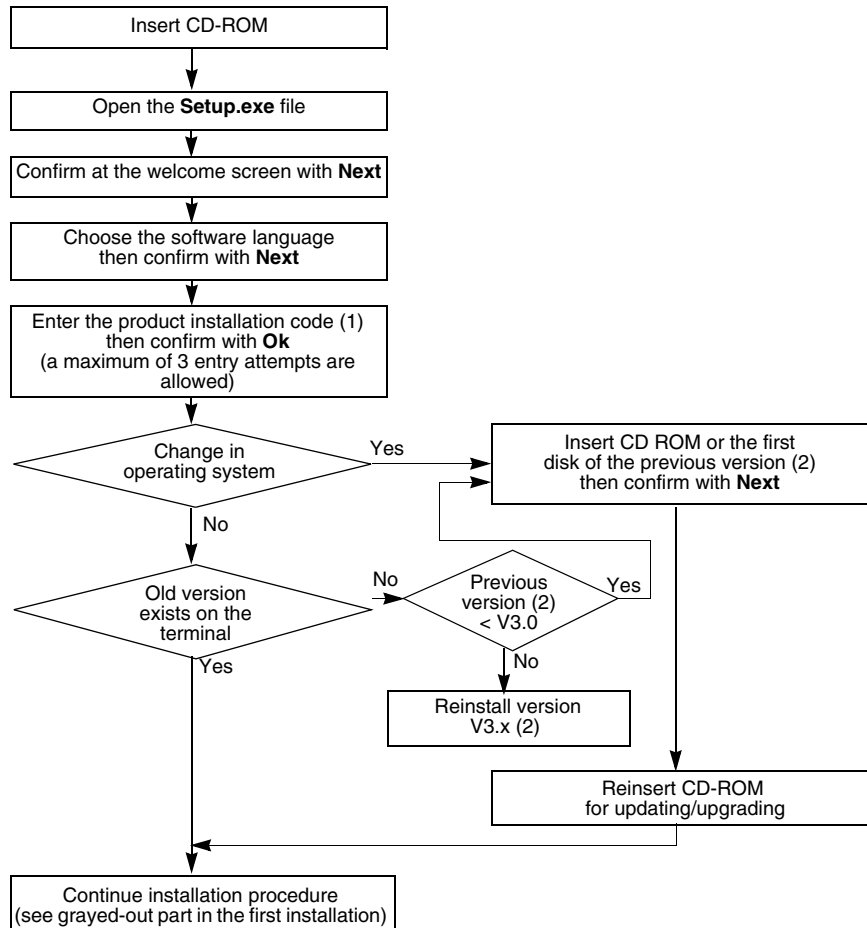 Insert CD-ROM
Open the Setup.exe file
Confirm at the welcome screen with Next
Choose the software language
then confirm with Next
Enter the product installation code (1)
then confirm with Ok
(a maximum of 3 entry attempts are
allowed)
Change in
operating system
Yes
Insert CD ROM or the first
disk of the previous version (2)
then confirm with Next
No
Old version
exists on the
terminal
No
Previous
version (2)
< V3.0
Yes
Yes
No
Reinstall version
V3.x (2)
Reinsert CD-ROM
for updating/upgrading
Continue installation procedure
(see grayed-out part in the first installation)